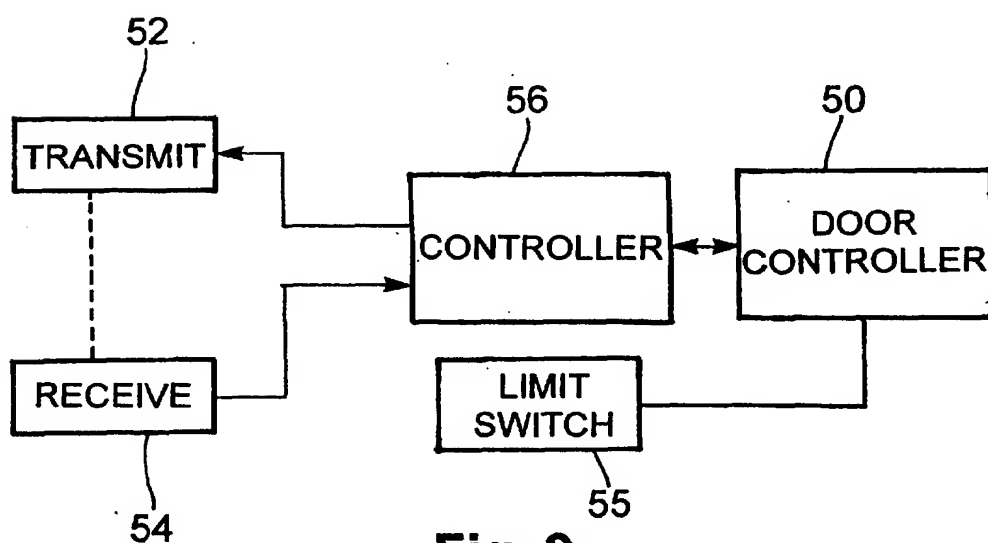 52
TRANSMIT
56
CONTROLLER
50
DOOR
CONTROLLER
RECEIVE
54
LIMIT
SWITCH
55